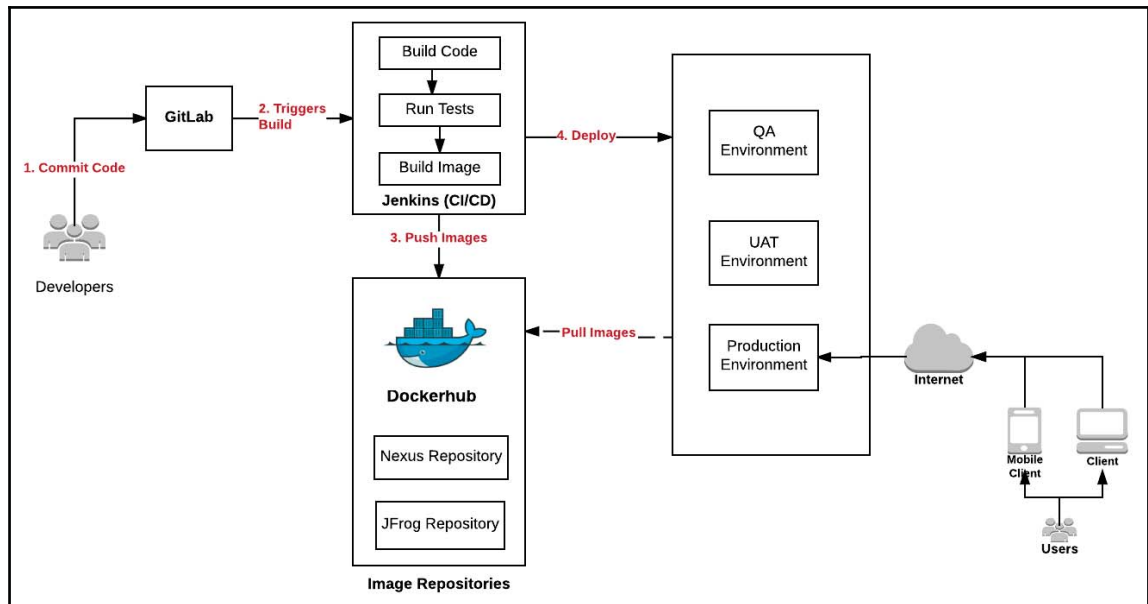 1. Commit Code
Developers
GitLab
2. Triggers
Build
Build Code
Run Tests
Build Image
Jenkins (CI/CD)
3. Push Images
Dockerhub
Nexus Repository
JFrog Repository
Image Repositories
4. Deploy
Pull Images
QA
Environment
UAT
Environment
Production
Environment
Internet
Mobile
Client
Client
Users